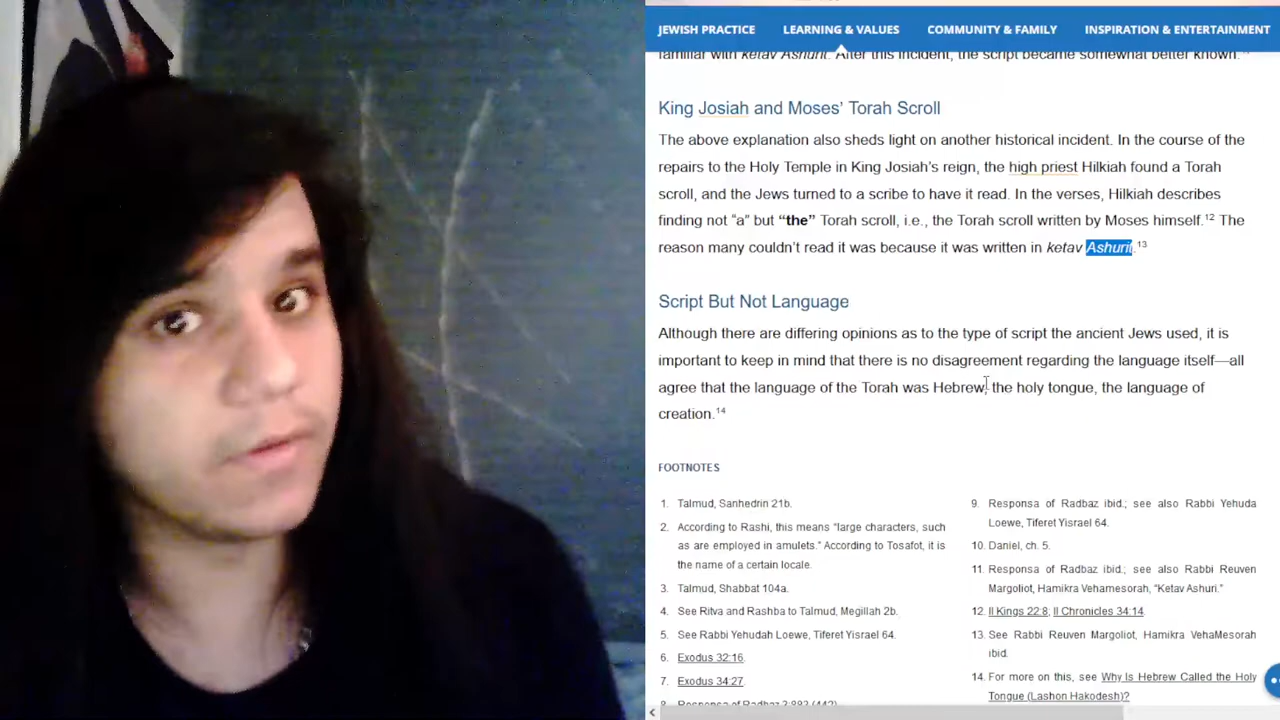 JEWISH PRACTICE LEARNING & VALUES COMMUNITY & FAMILY INSPIRATION & ENTERTAINMENT
familiar with ketav Ashurit. After this incident, the script became somewhat better known.
King Josiah and Moses’ Torah Scroll
The above explanation also sheds light on another historical incident. In the course of the
repairs to the Holy Temple in King Josiah’s reign, the high priest Hilkiah found a Torah
scroll, and the Jews turned to a scribe to have it read. In the verses, Hilkiah describes
finding not “a” but “the” Torah scroll, i.e., the Torah scroll written by Moses himself.12 The
reason many couldn’t read it was because it was written in ketav Ashurit.13
Script But Not Language
Although there are differing opinions as to the type of script the ancient Jews used, it is
important to keep in mind that there is no disagreement regarding the language itself—all
agree that the language of the Torah was Hebrew, the holy tongue, the language of
creation.14
FOOTNOTES
1. Talmud, Sanhedrin 21b.
2. According to Rashi, this means “large characters, such
as are employed in amulets.” According to Tosafot, it is
the name of a certain locale.
3. Talmud, Shabbat 104a.
4. See Ritva and Rashba to Talmud, Megillah 2b.
5. See Rabbi Yehudah Loewe, Tiferet Yisrael 64.
6. Exodus 32:16.
7. Exodus 34:27.
8. Responsa of Radbaz 3:883 (442)
9. Responsa of Radbaz ibid.; see also Rabbi Yehuda
Loewe, Tiferet Yisrael 64.
10. Daniel, ch. 5.
11. Responsa of Radbaz ibid.; see also Rabbi Reuven
Margoliot, Hamikra Vehamesorah, “Ketav Ashuri.”
12. II Kings 22:8, II Chronicles 34:14.
13. See Rabbi Reuven Margoliot, Hamikra VehaMesorah
ibid.
14. For more on this, see Why Is Hebrew Called the Holy
Tongue (Lashon Hakodesh)?